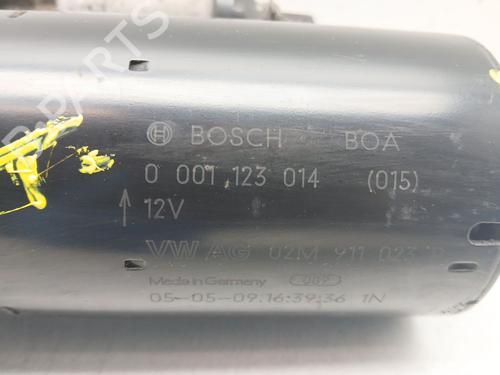 BOSCH BOA
0 001 123 014 (015)
12V
VW AG 02M 911 023
Made in Germany 007
05-05-09.16:39:36 1N